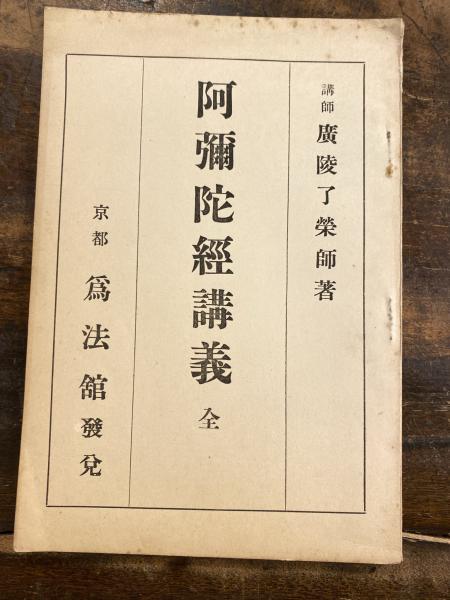 講師 廣陵了榮師著
阿彌陀經講義 全
京都 爲法舘發兌